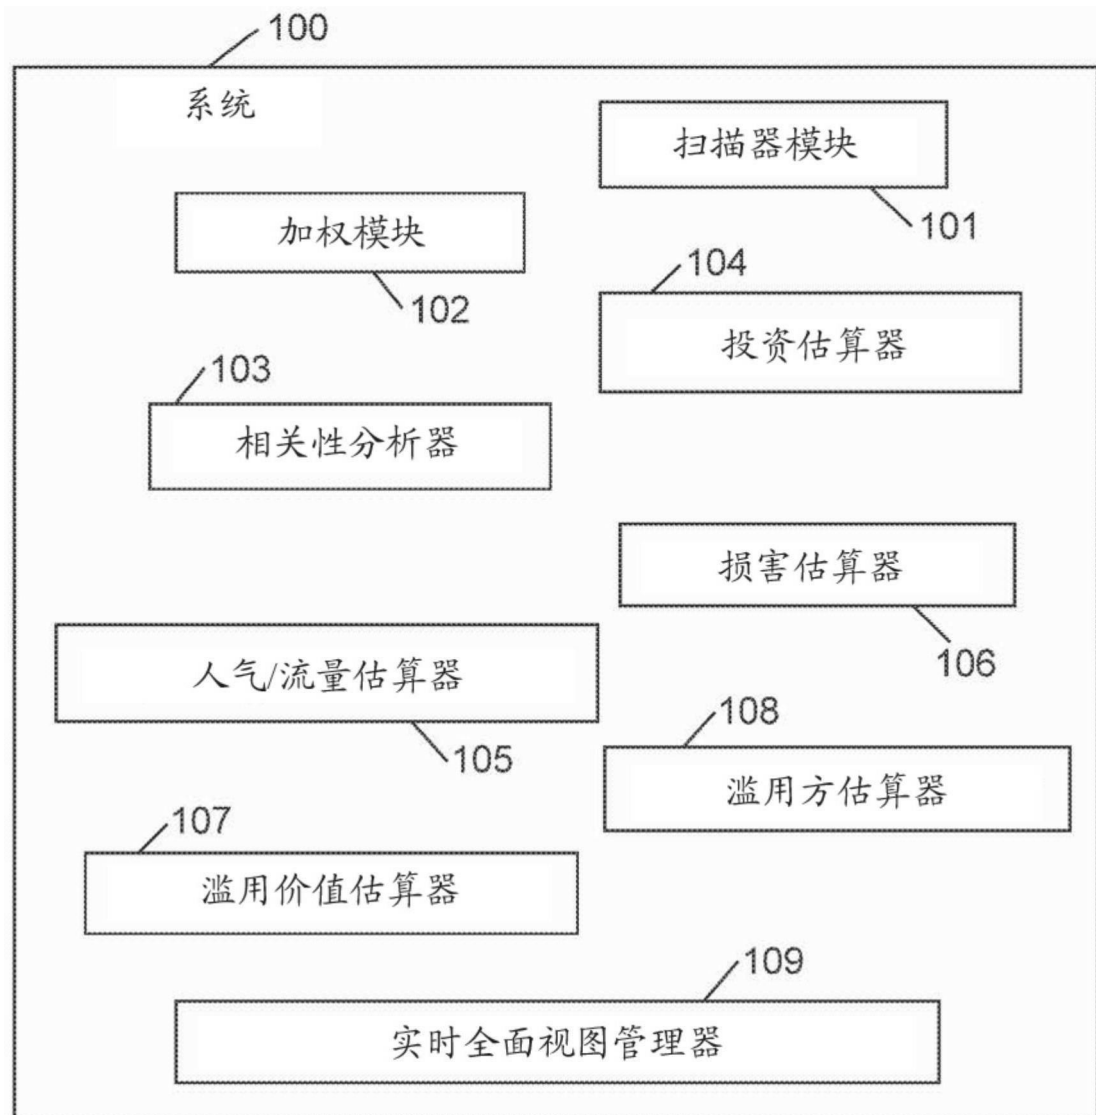 100
系统
扫描器模块
101
加权模块
102
104
投资估算器
103
相关性分析器
损害估算器
106
人气/流量估算器
105
108
滥用方估算器
107
滥用价值估算器
109
实时全面视图管理器